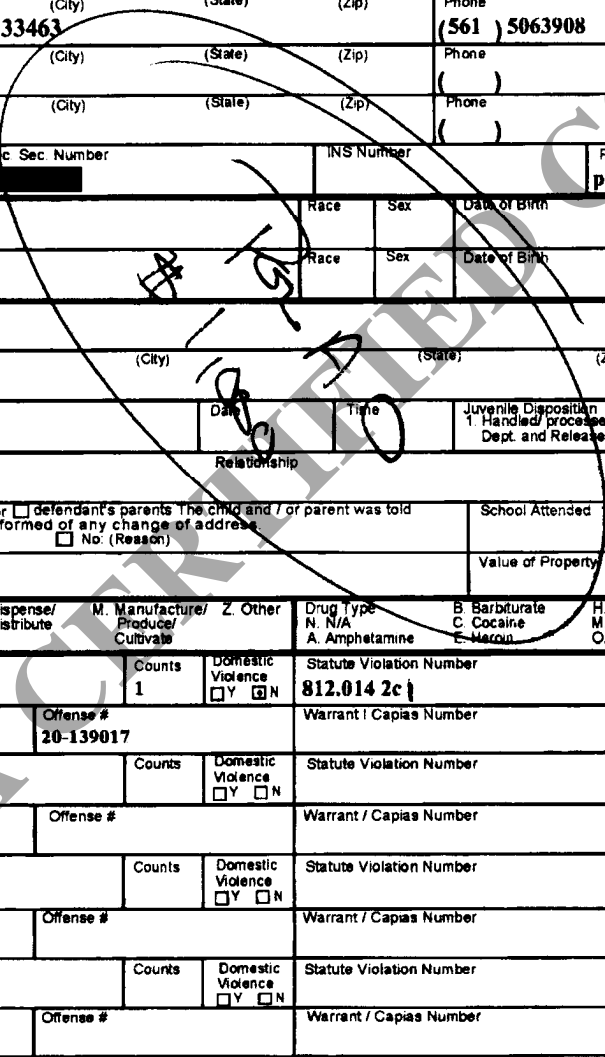 (City) (State) (Zip) Phone
33463 (561 ) 5063908
(City) (State) (Zip) Phone
( )
(City) (State) (Zip) Phone
( )
c. Sec. Number INS Number
p
Race Sex Date of Birth
Race Sex Date of Birth
(City) (State)
Date Time Juvenile Disposition
1. Handled/ processe
Dept. and Release
Relationship
r ☐ defendant's parents The child and / or parent was told School Attended
formed of any change of address.
☐ No: (Reason)
Value of Property
ispense/ M. Manufacture/ Z. Other Drug Type B. Barbiturate H.
istribute Produce/ N. N/A C. Cocaine M
Cultivate A. Amphetamine E. Heroin O.
Counts Domestic Statute Violation Number
1 Violence 812.014 2c
☐ Y ☒ N
Offense # Warrant / Capias Number
20-139017
Counts Domestic Statute Violation Number
Violence
☐ Y ☐ N
Offense # Warrant / Capias Number
Counts Domestic Statute Violation Number
Violence
☐ Y ☐ N
Offense # Warrant / Capias Number
Counts Domestic Statute Violation Number
Violence
☐ Y ☐ N
Offense # Warrant / Capias Number
CERTIFIED C